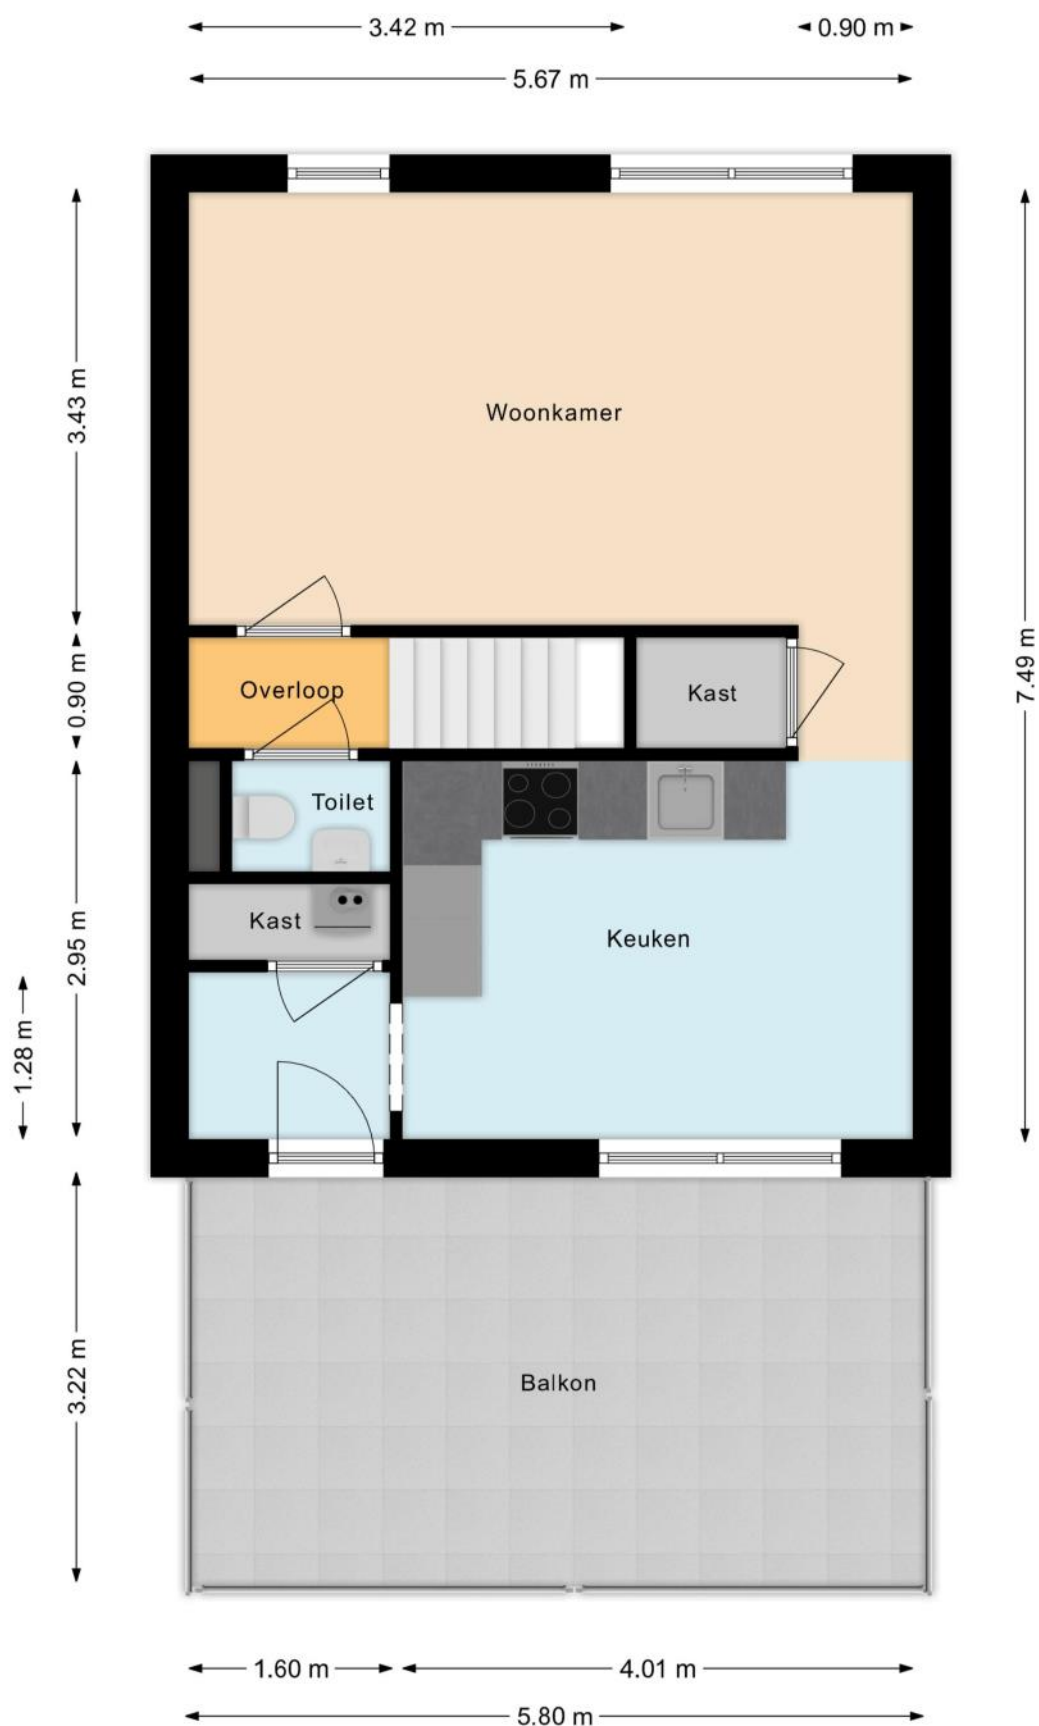 3.42 m
0.90 m
5.67 m
3.43 m
Woonkamer
7.49 m
0.90 m
Overloop
Kast
Toilet
2.95 m
Kast
Keuken
1.28 m
3.22 m
Balkon
1.60 m
4.01 m
5.80 m